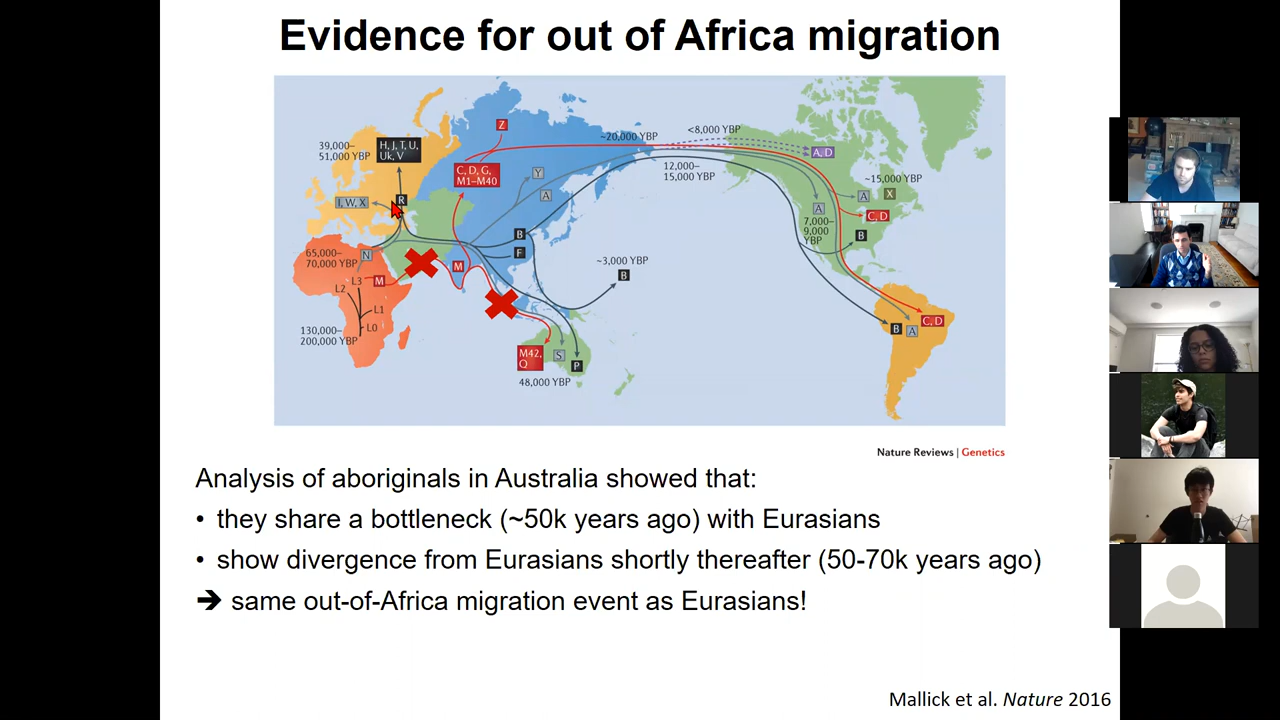 Evidence for out of Africa migration
Z
~20,000 YBP
<8,000 YBP
39,000–
51,000 YBP
H, J, T, U,
Uk, V
A, D
C, D, G,
M1–M40
Y
12,000–
15,000 YBP
~15,000 YBP
I, W, X
R
A
A
X
A
C, D
7,000–
9,000
YBP
B
B
65,000–
70,000 YBP
N
F
M
~3,000 YBP
B
L3
M
L2
L1
L0
130,000–
200,000 YBP
B
A
C, D
M42,
Q
S
P
48,000 YBP
Nature Reviews | Genetics
Analysis of aboriginals in Australia showed that:
• they share a bottleneck (~50k years ago) with Eurasians
• show divergence from Eurasians shortly thereafter (50-70k years ago)
➔ same out-of-Africa migration event as Eurasians!
Mallick et al. Nature 2016